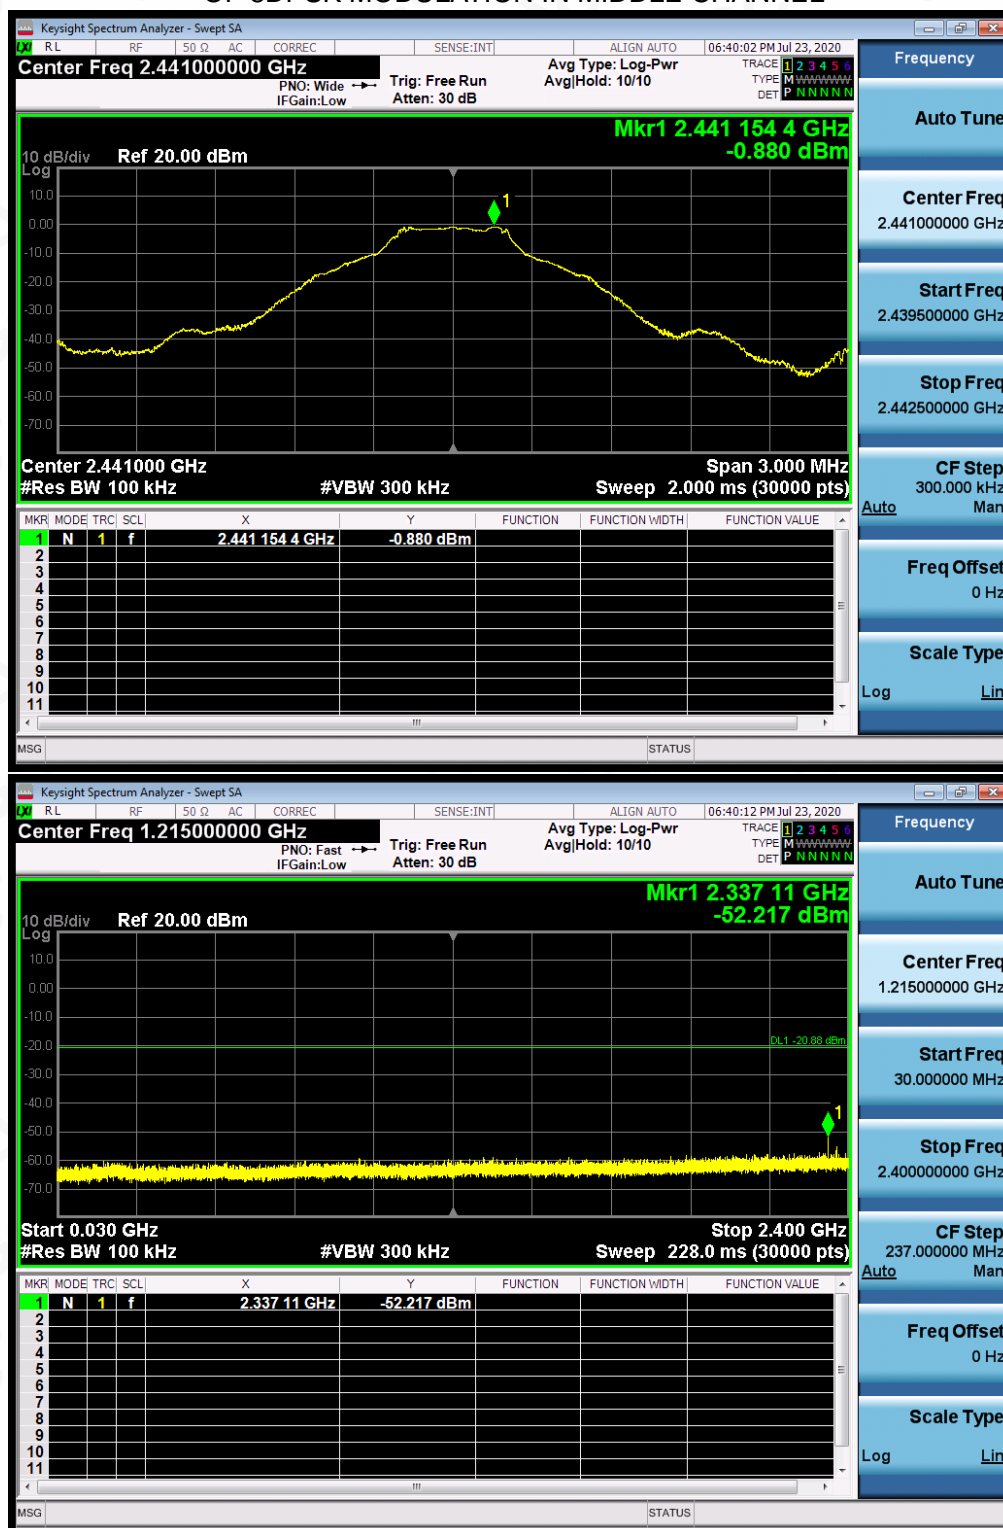 OF 8DPSK MODULATION IN MIDDLE CHANNEL
Keysight Spectrum Analyzer - Swept SA
LXI RL RF 50 Ω AC CORREC SENSE:INT ALIGN AUTO 06:40:02 PM Jul 23, 2020
Center Freq 2.441000000 GHz
PNO: Wide
IFGain:Low
Trig: Free Run
Atten: 30 dB
Avg Type: Log-Pwr
Avg|Hold: 10/10
TRACE 1 2 3 4 5 6
TYPE M WWWWW
DET P N N N N N
Mkr1 2.441 154 4 GHz
-0.880 dBm
10 dB/div Ref 20.00 dBm
Log
10.0
0.00
-10.0
-20.0
-30.0
-40.0
-50.0
-60.0
-70.0
1
Center 2.441000 GHz Span 3.000 MHz
#Res BW 100 kHz #VBW 300 kHz Sweep 2.000 ms (30000 pts)
MKR MODE TRC SCL X Y FUNCTION FUNCTION WIDTH FUNCTION VALUE
1 N 1 f 2.441 154 4 GHz -0.880 dBm
2
3
4
5
6
7
8
9
10
11
MSG STATUS
Frequency
Auto Tune
Center Freq
2.441000000 GHz
Start Freq
2.439500000 GHz
Stop Freq
2.442500000 GHz
CF Step
300.000 kHz
Auto Man
Freq Offset
0 Hz
Scale Type
Log Lin
Keysight Spectrum Analyzer - Swept SA
LXI RL RF 50 Ω AC CORREC SENSE:INT ALIGN AUTO 06:40:12 PM Jul 23, 2020
Center Freq 1.215000000 GHz
PNO: Fast
IFGain:Low
Trig: Free Run
Atten: 30 dB
Avg Type: Log-Pwr
Avg|Hold: 10/10
TRACE 1 2 3 4 5 6
TYPE M WWWWW
DET P N N N N N
Mkr1 2.337 11 GHz
-52.217 dBm
10 dB/div Ref 20.00 dBm
Log
10.0
0.00
-10.0
-20.0
-30.0
-40.0
-50.0
-60.0
-70.0
DL1 -20.88 dBm
1
Start 0.030 GHz Stop 2.400 GHz
#Res BW 100 kHz #VBW 300 kHz Sweep 228.0 ms (30000 pts)
MKR MODE TRC SCL X Y FUNCTION FUNCTION WIDTH FUNCTION VALUE
1 N 1 f 2.337 11 GHz -52.217 dBm
2
3
4
5
6
7
8
9
10
11
MSG STATUS
Frequency
Auto Tune
Center Freq
1.215000000 GHz
Start Freq
30.000000 MHz
Stop Freq
2.400000000 GHz
CF Step
237.000000 MHz
Auto Man
Freq Offset
0 Hz
Scale Type
Log Lin